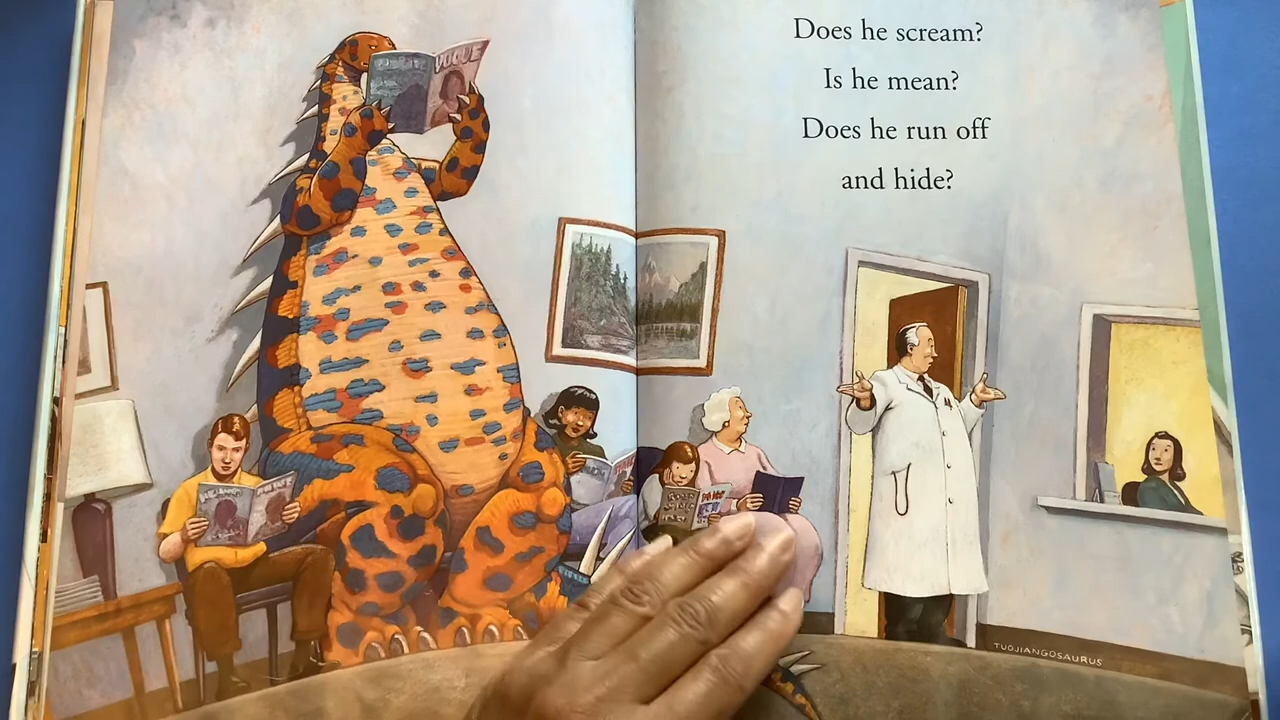 VOGUE
Does he scream?
Is he mean?
Does he run off
and hide?
TUOJIANGOSAURUS